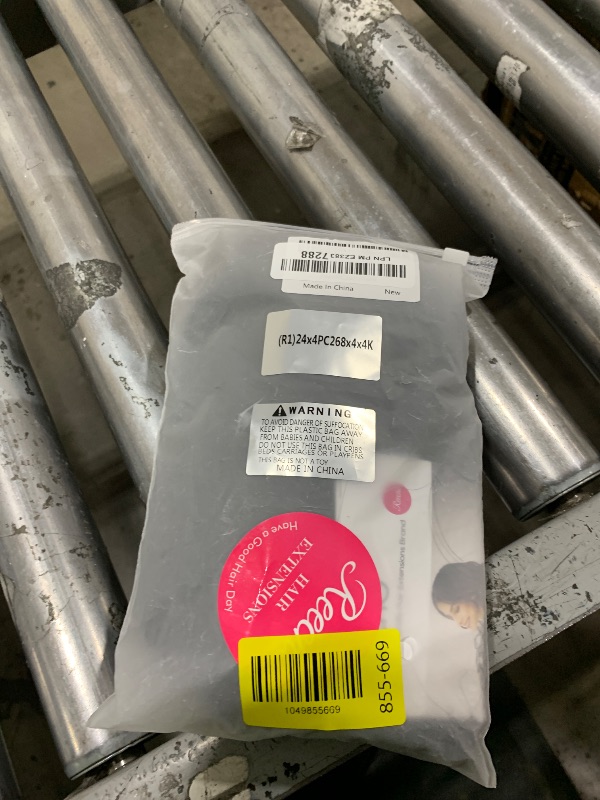 LPN PM E2383 7288
Made In China New
(R1)24x4PC268x4x4K
WARNING
TO AVOID DANGER OF SUFFOCATION
KEEP THIS PLASTIC BAG AWAY
FROM BABIES AND CHILDREN
DO NOT USE THIS BAG IN CRIBS
BEDS CARRIAGES OR PLAYPENS
THIS BAG IS NOT A TOY
MADE IN CHINA
Have a Good Hair Day
HAIR
EXTENSIONS
Brand
1049855669
855-669